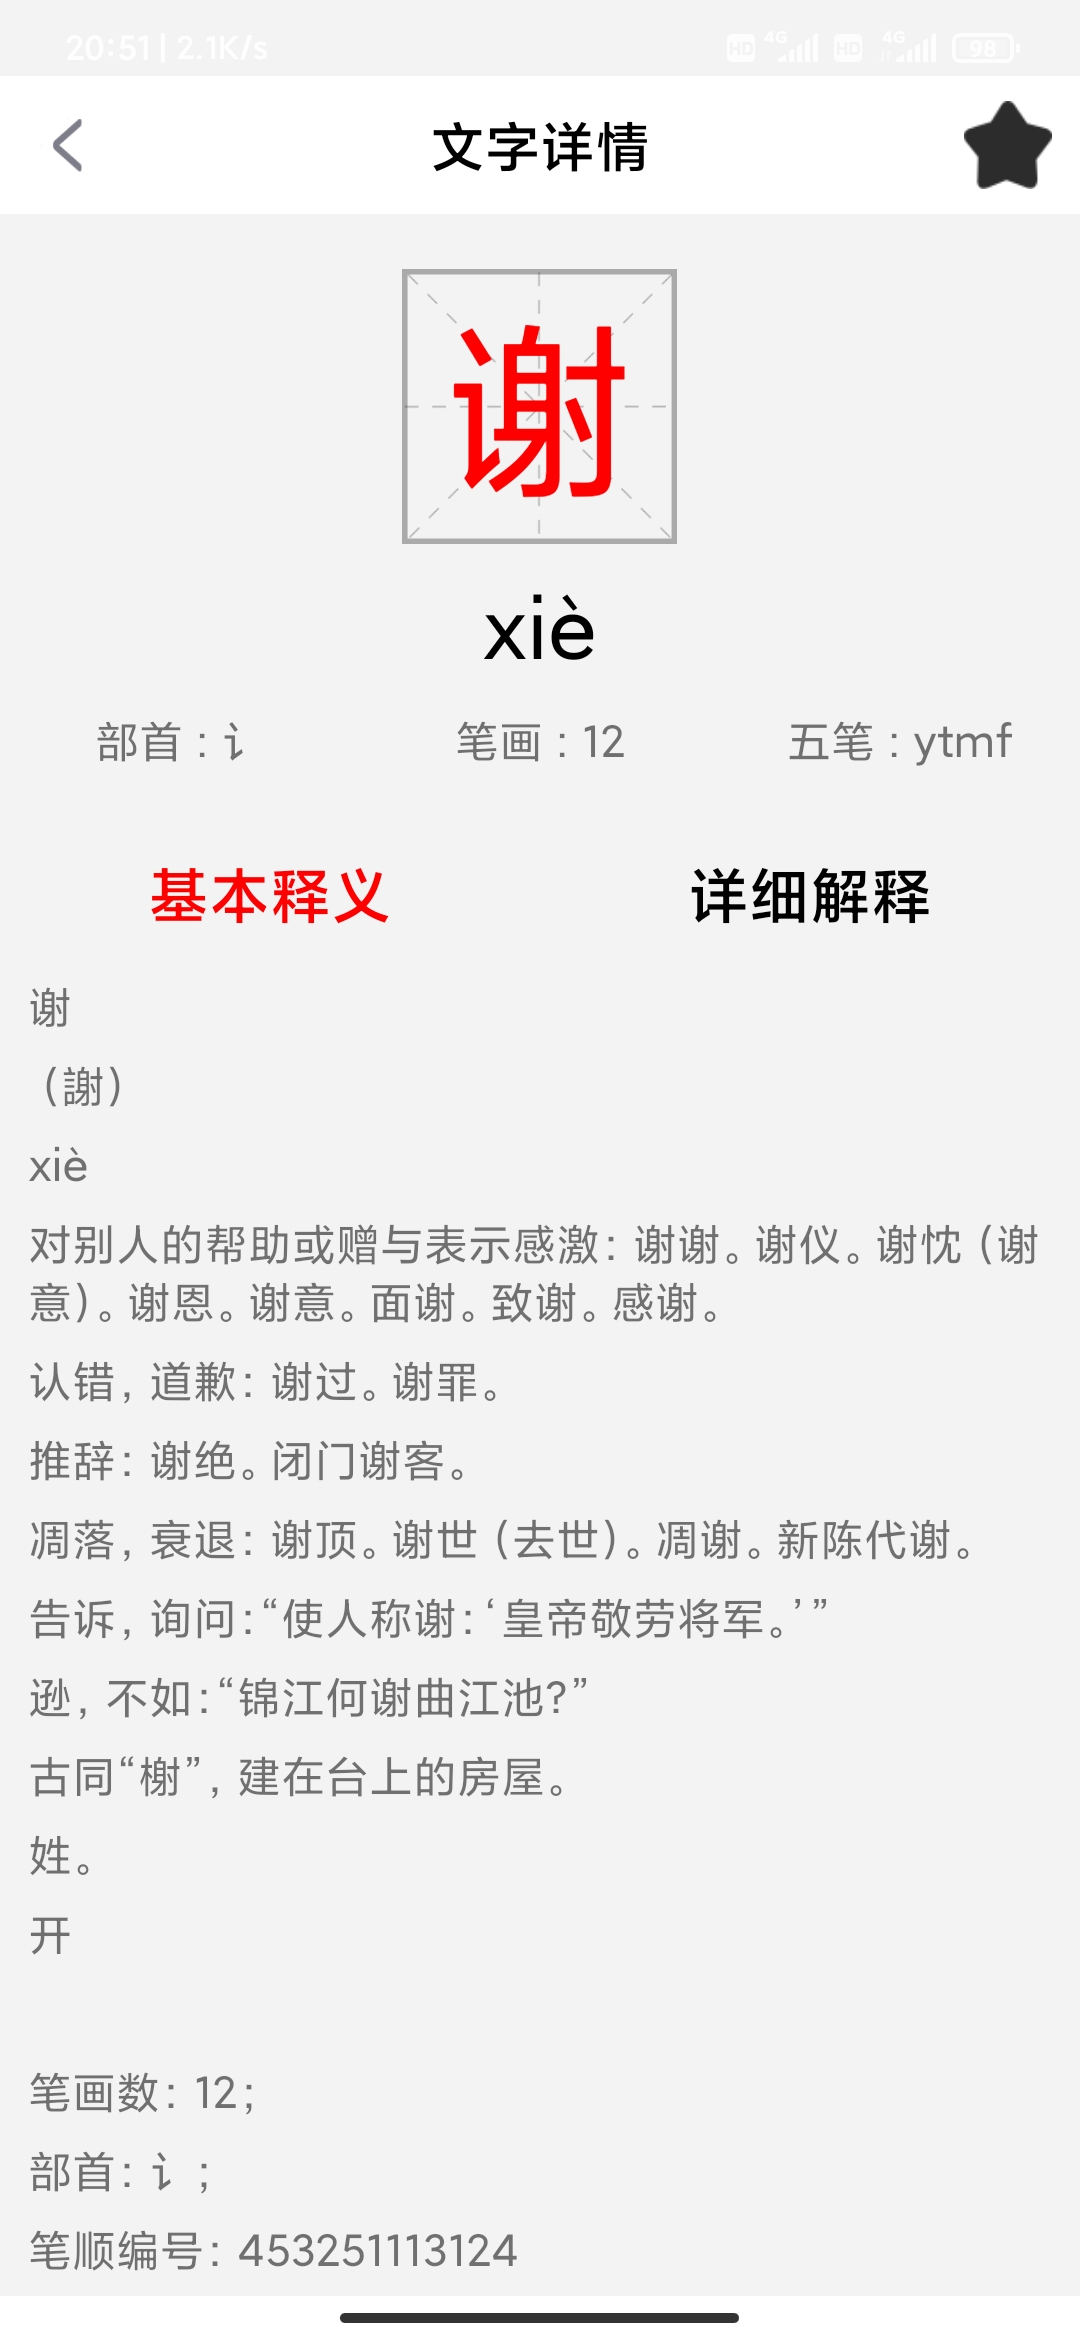 20:51 | 2.1K/s HD 4G HD 4G 98
文字详情
谢
xiè
部首：讠 笔画：12 五笔：ytmf
基本释义 详细解释
谢
（謝）
xiè
对别人的帮助或赠与表示感激：谢谢。谢仪。谢忱（谢
意）。谢恩。谢意。面谢。致谢。感谢。
认错，道歉：谢过。谢罪。
推辞：谢绝。闭门谢客。
凋落，衰退：谢顶。谢世（去世）。凋谢。新陈代谢。
告诉，询问：“使人称谢：‘皇帝敬劳将军。’”
逊，不如：“锦江何谢曲江池？”
古同“榭”，建在台上的房屋。
姓。
开
笔画数：12；
部首：讠；
笔顺编号：453251113124